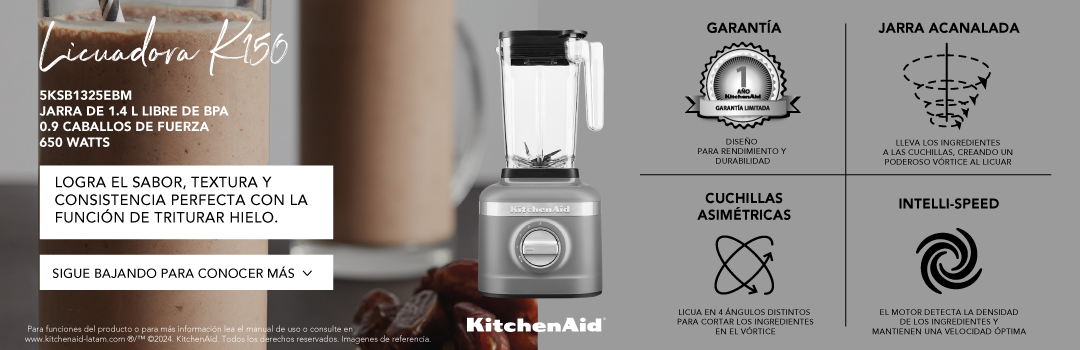 Licuadora K150
5KSB1325EBM
JARRA DE 1.4 L LIBRE DE BPA
0.9 CABALLOS DE FUERZA
650 WATTS
LOGRA EL SABOR, TEXTURA Y
CONSISTENCIA PERFECTA CON LA
FUNCIÓN DE TRITURAR HIELO.
SIGUE BAJANDO PARA CONOCER MÁS
Para funciones del producto o para más información lea el manual de uso o consulte en
www.kitchenaid-latam.com ®/™ ©2024. KitchenAid. Todos los derechos reservados. Imagenes de referencia.
KitchenAid
KitchenAid®
GARANTÍA
1
AÑO
KitchenAid
GARANTÍA LIMITADA
DISEÑO
PARA RENDIMIENTO Y
DURABILIDAD
JARRA ACANALADA
LLEVA LOS INGREDIENTES
A LAS CUCHILLAS, CREANDO UN
PODEROSO VÓRTICE AL LICUAR
CUCHILLAS
ASIMÉTRICAS
LICUA EN 4 ÁNGULOS DISTINTOS
PARA CORTAR LOS INGREDIENTES
EN EL VÓRTICE
INTELLI-SPEED
EL MOTOR DETECTA LA DENSIDAD
DE LOS INGREDIENTES Y
MANTIENEN UNA VELOCIDAD ÓPTIMA